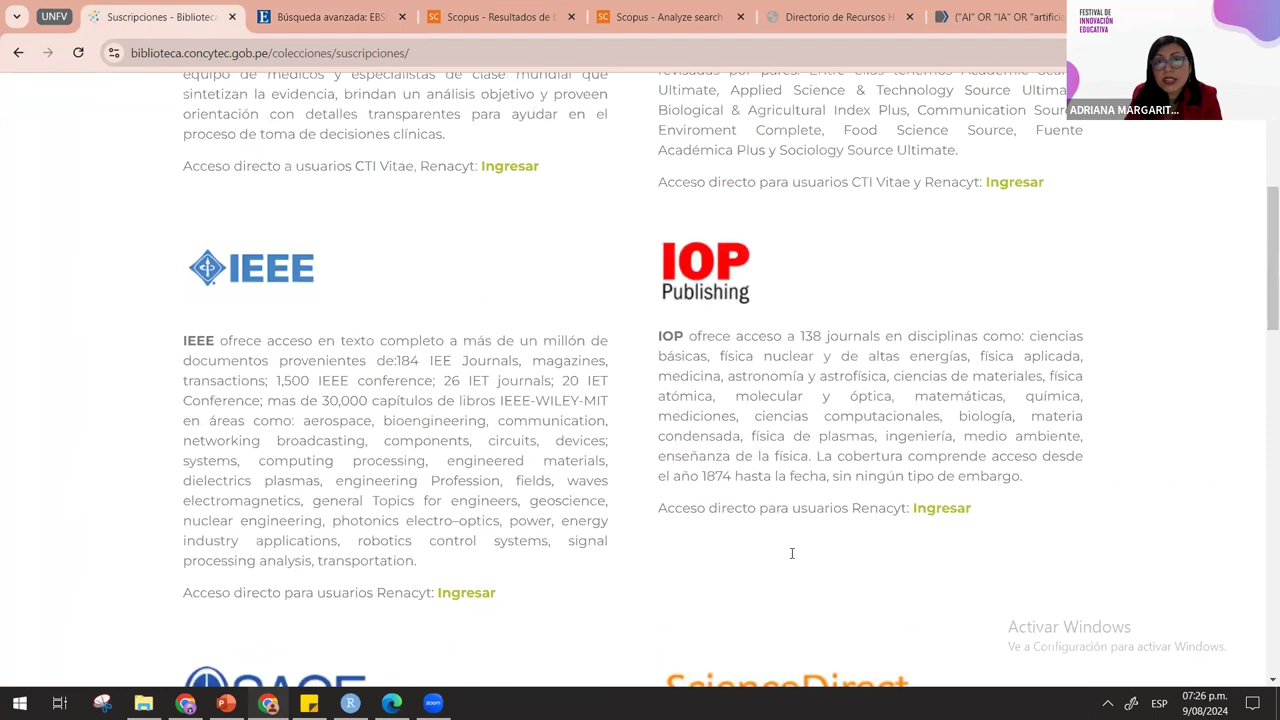 UNFV
IEEE
Búsqueda avanzada: (("All
Scopus - Resultados de
Scopus - Analyze search
Directorio de Recursos H
("AI" OR "IA" OR "artific
biblioteca.concytec.gob.pe/colecciones/suscripciones/
FESTIVAL DE
INNOVACIÓN
EDUCATIVA
ADRIANA MARGARIT...
equipo de médicos y especialistas de clase mundial que
sintetizan la evidencia, brindan un análisis objetivo y proveen
orientación con detalles transparentes para ayudar en el
proceso de toma de decisiones clínicas.
Acceso directo a usuarios CTI Vitae, Renacyt: Ingresar
revisadas por pares. Entre ellas tenemos Academic
Ultimate, Applied Science & Technology Source
Biological & Agricultural Index Plus, Communication
Enviroment Complete, Food Science Source, Fuente
Académica Plus y Sociology Source Ultimate.
Acceso directo para usuarios CTI Vitae y Renacyt: Ingresar
IEEE
IEEE ofrece acceso en texto completo a más de un millón de
documentos provenientes de:184 IEE Journals, magazines,
transactions; 1,500 IEEE conference; 26 IET journals; 20 IET
Conference; mas de 30,000 capítulos de libros IEEE-WILEY-MIT
en áreas como: aerospace, bioengineering, communication,
networking broadcasting, components, circuits, devices;
systems, computing processing, engineered materials,
dielectrics plasmas, engineering Profession, fields, waves
electromagnetics, general Topics for engineers, geoscience,
nuclear engineering, photonics electro–optics, power, energy
industry applications, robotics control systems, signal
processing analysis, transportation.
Acceso directo para usuarios Renacyt: Ingresar
IOP
Publishing
IOP ofrece acceso a 138 journals en disciplinas como: ciencias
básicas, física nuclear y de altas energías, física aplicada,
medicina, astronomía y astrofísica, ciencias de materiales, física
atómica, molecular y óptica, matemáticas, química,
mediciones, ciencias computacionales, biología, materia
condensada, física de plasmas, ingeniería, medio ambiente,
enseñanza de la física. La cobertura comprende acceso desde
el año 1874 hasta la fecha, sin ningún tipo de embargo.
Acceso directo para usuarios Renacyt: Ingresar
SAGE
ScienceDirect
Activar Windows
Ve a Configuración para activar Windows.
zoom
ESP
07:26 p.m.
9/08/2024